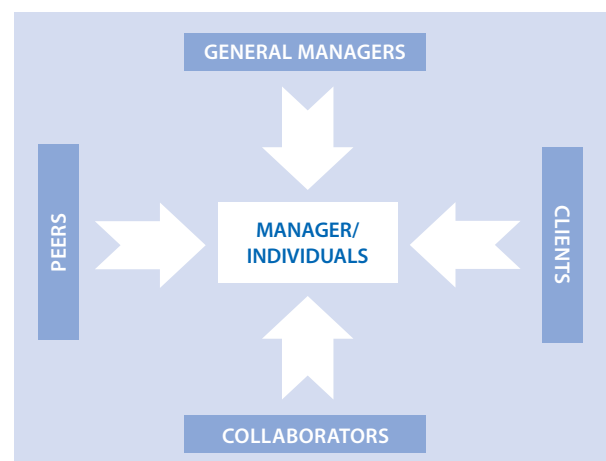 GENERAL MANAGERS
PEERS
MANAGER/
INDIVIDUALS
CLIENTS
COLLABORATORS